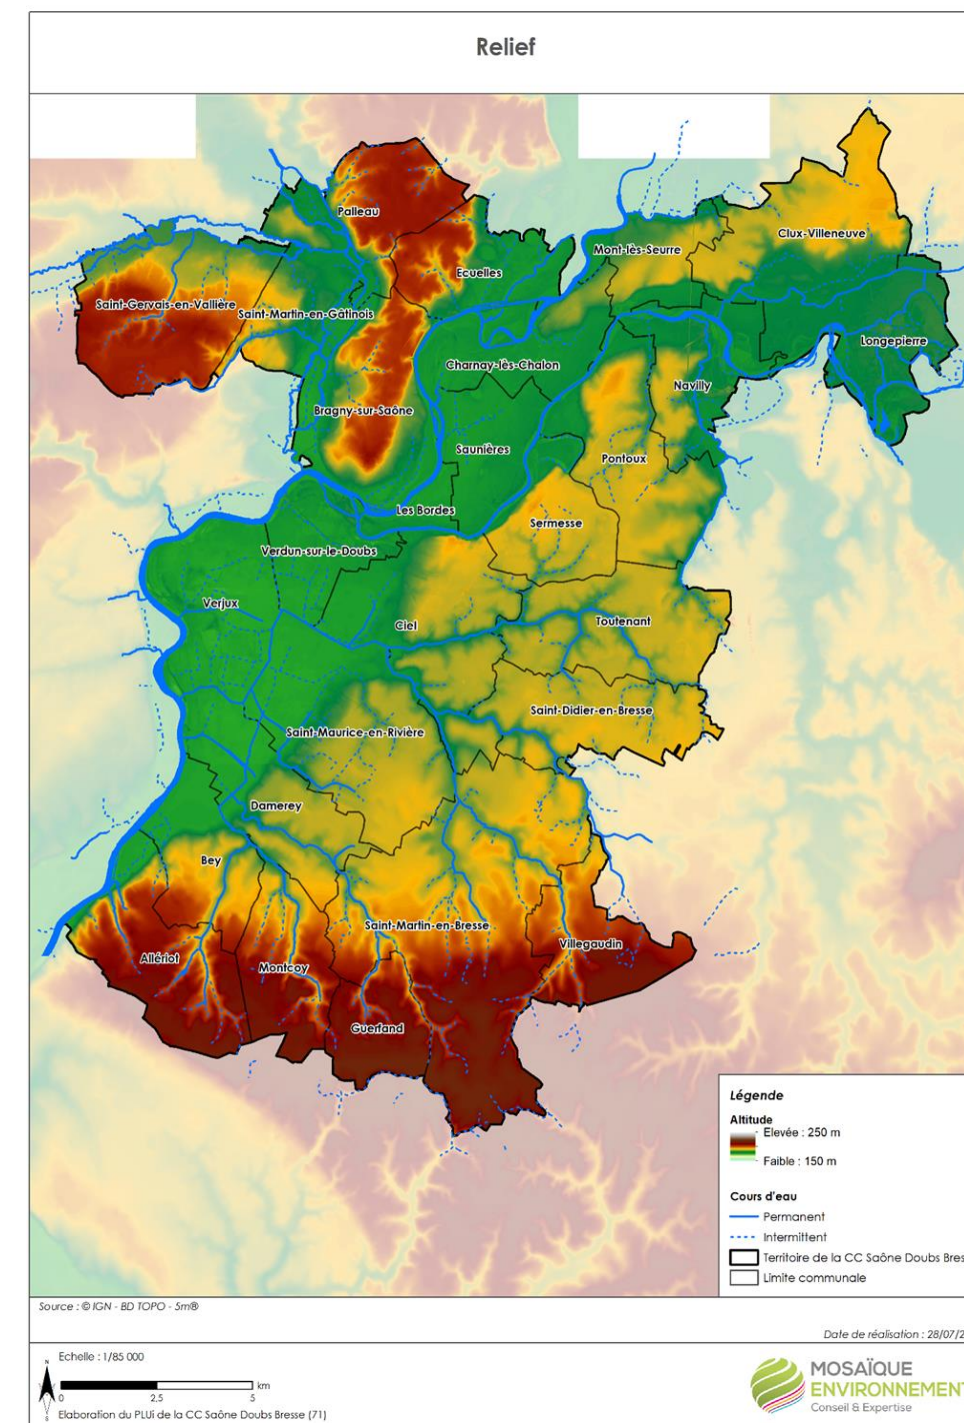 Relief
Palleau
Clux-Villeneuve
Mont-lès-Seurre
Ecuelles
Saint-Gervais-en-Vallière
Saint-Martin-en-Gâtinois
Longepierre
Charnay-lès-Chalon
Navilly
Bragny-sur-Saône
Saunières
Pontoux
Les Bordes
Sermesse
Verdun-sur-le-Doubs
Verjux
Ciel
Toutenant
Saint-Didier-en-Bresse
Saint-Maurice-en-Rivière
Damerey
Bey
Saint-Martin-en-Bresse
Villegaudin
Allériot
Montcoy
Guerfand
Légende
Altitude
Elevée : 250 m
Faible : 150 m
Cours d'eau
Permanent
Intermittent
Territoire de la CC Saône Doubs Bres
Limite communale
Source : © IGN - BD TOPO - 5m®
Date de réalisation : 28/07/2
Echelle : 1/85 000
N
S
km
0 2,5 5
Elaboration du PLUi de la CC Saône Doubs Bresse (71)
MOSAÏQUE
ENVIRONNEMENT
Conseil & Expertise